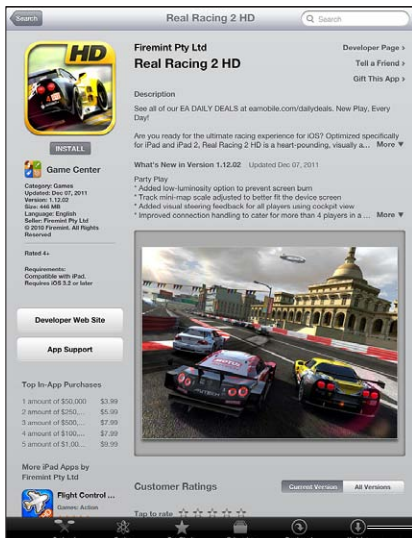 Search
Real Racing 2 HD
Search
Firemint Pty Ltd
Real Racing 2 HD
Developer Page ›
Tell a Friend ›
Gift This App ›
HD
INSTALL
Game Center
Category: Games
Updated: Dec 07, 2011
Version: 1.12.02
Size: 446 MB
Language: English
Seller: Firemint Pty Ltd
© 2010 Firemint. All Rights
Reserved
Rated 4+
Requirements:
Compatible with iPad.
Requires iOS 3.2 or later
Developer Web Site
App Support
Top In-App Purchases
1 amount of $50,000 $3.99
2 amount of $250,... $5.99
3 amount of $500,... $7.99
4 amount of $100,... $7.99
5 amount of $1,00... $9.99
More iPad Apps by
Firemint Pty Ltd
Flight Control ...
Games: Action
Description
See all of our EA DAILY DEALS at eamobile.com/dailydeals. New Play, Every
Day!
Are you ready for the ultimate racing experience for iOS? Optimized specifically
for iPad and iPad 2, Real Racing 2 HD is a heart-pounding, visually a... More ▼
What's New in Version 1.12.02 Updated Dec 07, 2011
Party Play
* Added low-luminosity option to prevent screen burn
* Track mini-map scale adjusted to better fit the device screen
* Added visual steering feedback for all players using cockpit view
* Improved connection handling to cater for more than 4 players in a ... More ▼
Customer Ratings
Current Version
All Versions
Tap to rate